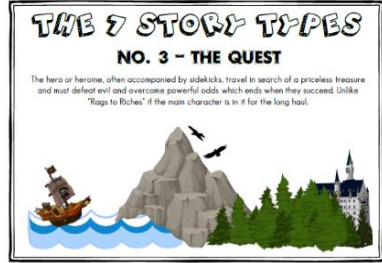 THE 7 STORY TYPES
NO. 3 – THE QUEST
The hero or heroine, often accompanied by sidekicks, travel in search of a priceless treasure
and must defeat evil and overcome powerful odds which ends when they succeed. Unlike
"Rags to Riches" if the main character is in it for the long haul.